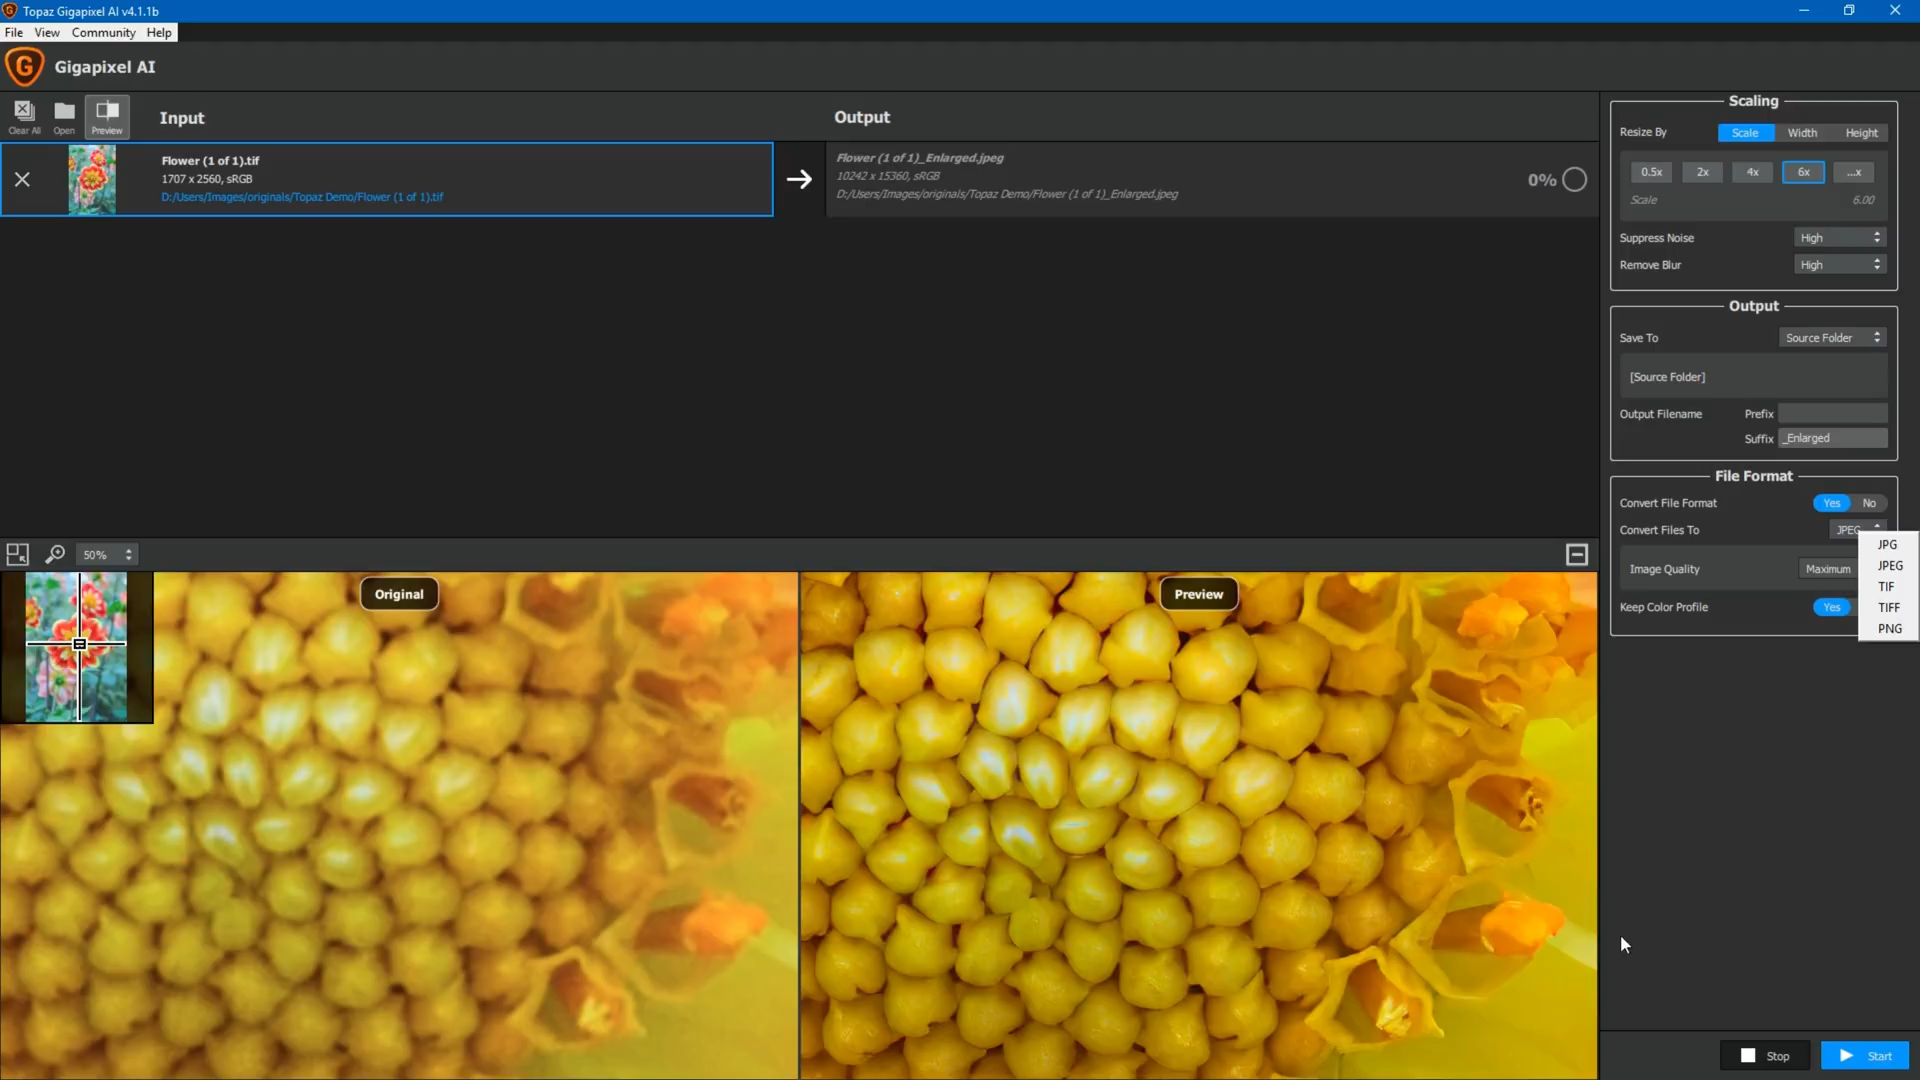 Topaz Gigapixel AI v4.1.1b
File View Community Help
G Gigapixel AI
Clear All Open Preview Input Output
Flower (1 of 1).tif
1707 x 2560, sRGB
D:/Users/Images/originals/Topaz Demo/Flower (1 of 1).tif
Flower (1 of 1)_Enlarged.jpeg
10242 x 15360, sRGB
D:/Users/Images/originals/Topaz Demo/Flower (1 of 1)_Enlarged.jpeg
0%
Scaling
Resize By Scale Width Height
0.5x 2x 4x 6x ...x
Scale 6.00
Suppress Noise High
Remove Blur High
Output
Save To Source Folder
[Source Folder]
Output Filename Prefix
Suffix _Enlarged
File Format
Convert File Format Yes No
Convert Files To JPEG
JPG
JPEG
TIF
TIFF
PNG
Image Quality Maximum
Keep Color Profile Yes
50%
Original Preview
Stop Start